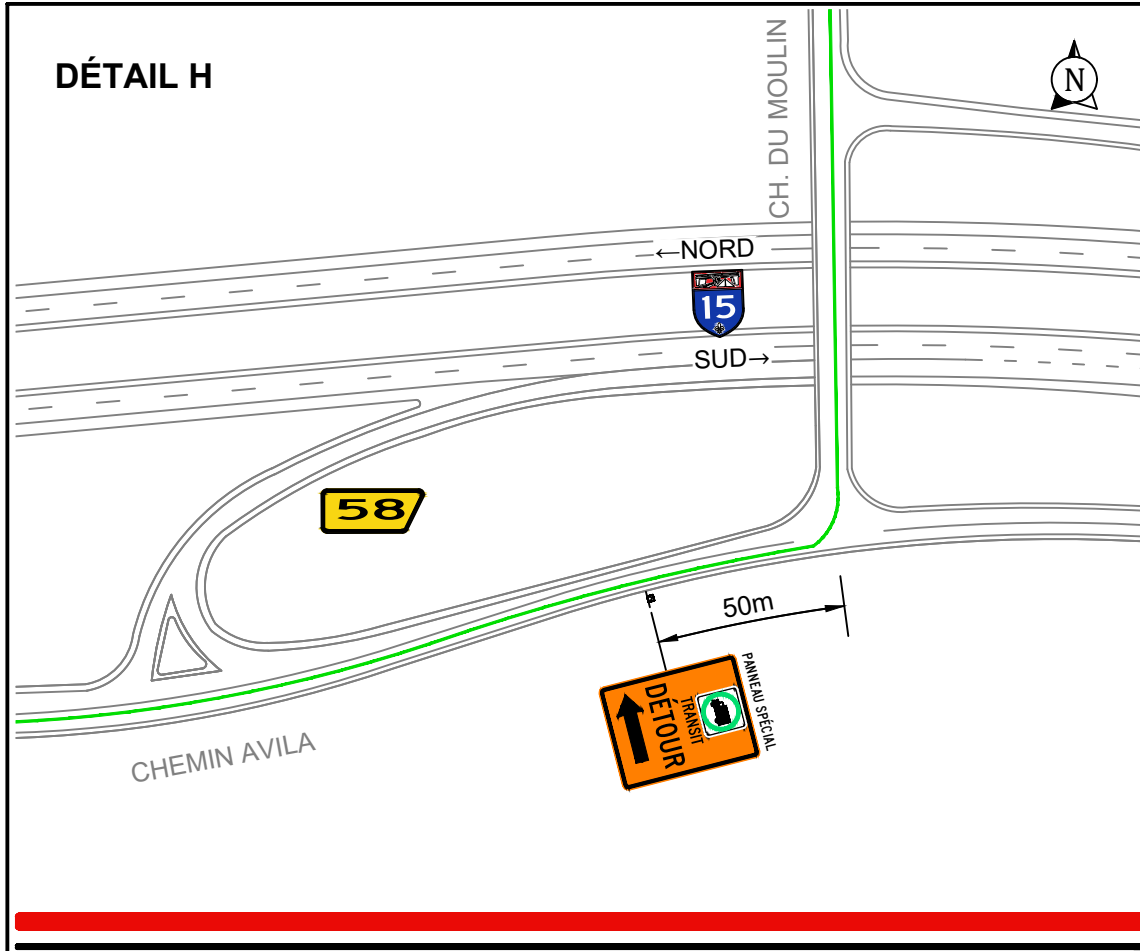 DÉTAIL H
CH. DU MOULIN
N
←NORD
15
SUD→
58
50m
PANNEAU SPÉCIAL
TRANSIT
DÉTOUR
CHEMIN AVILA